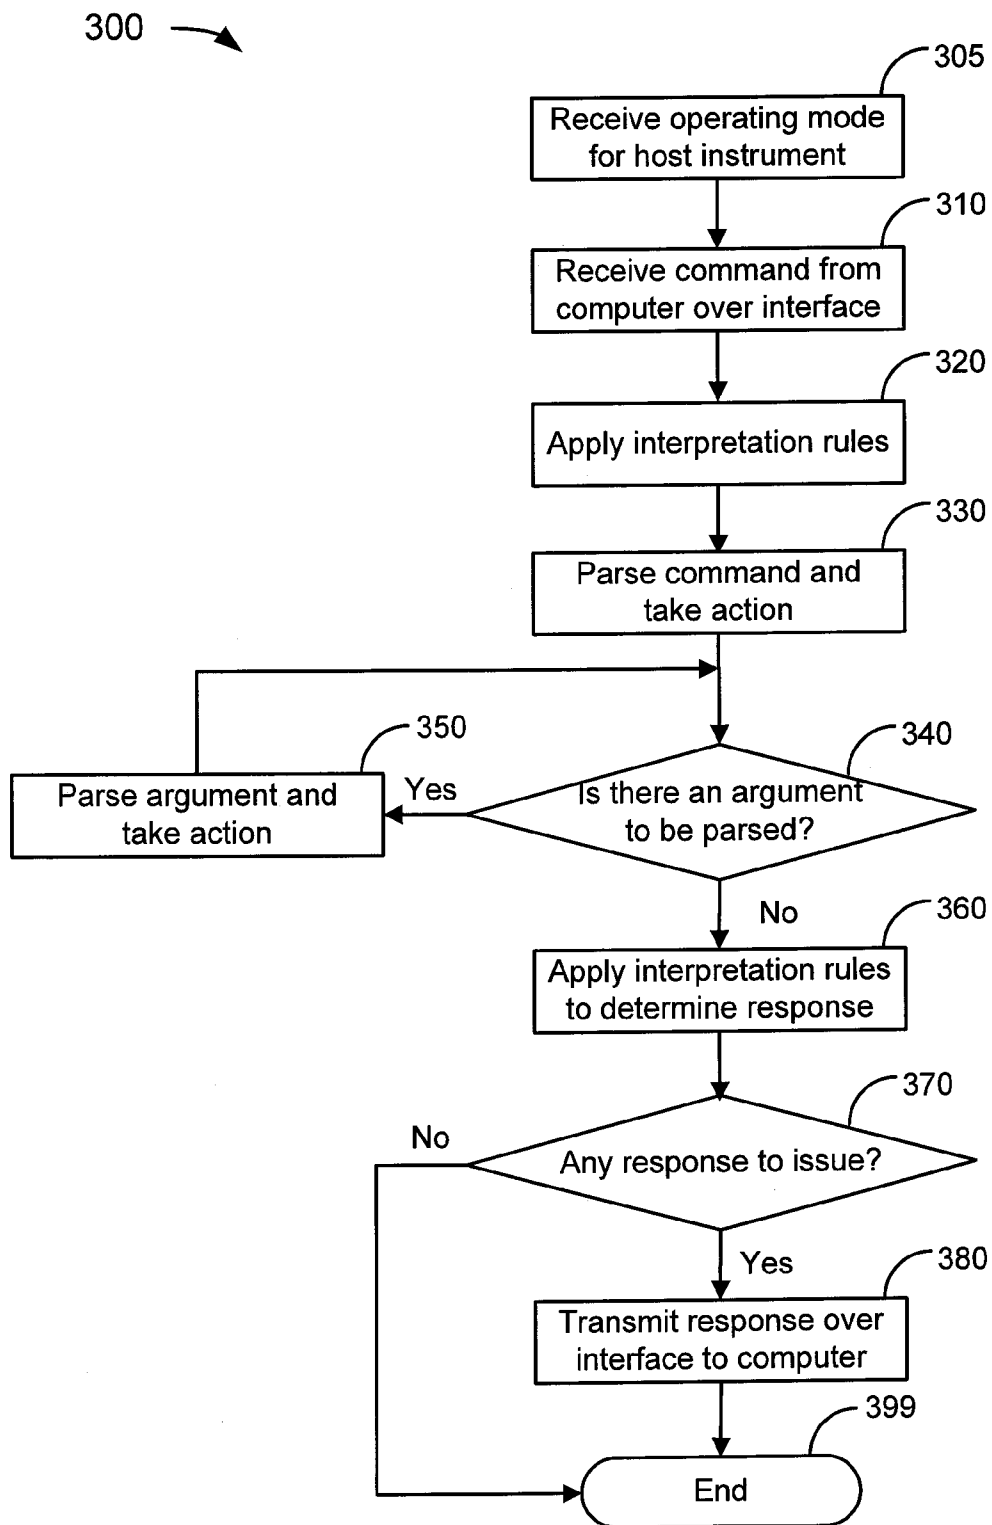 300
305
Receive operating mode
for host instrument
310
Receive command from
computer over interface
320
Apply interpretation rules
330
Parse command and
take action
350
340
Parse argument and
take action
Yes
Is there an argument
to be parsed?
No
360
Apply interpretation rules
to determine response
370
No
Any response to issue?
Yes
380
Transmit response over
interface to computer
399
End